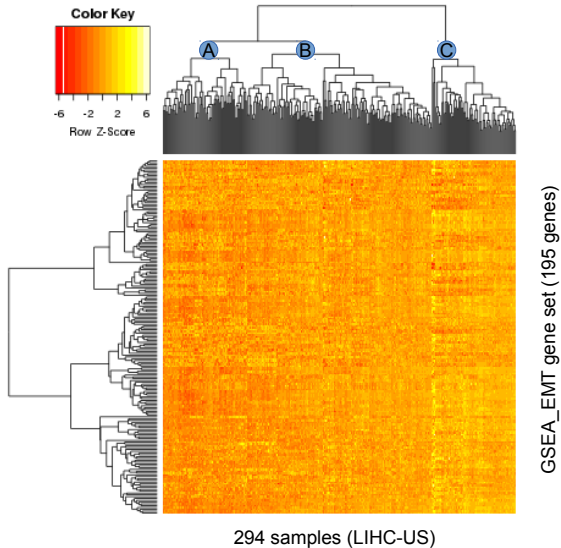 Color Key
-6 -2 2 6
Row Z-Score
A B C
GSEA_EMT gene set (195 genes)
294 samples (LIHC-US)